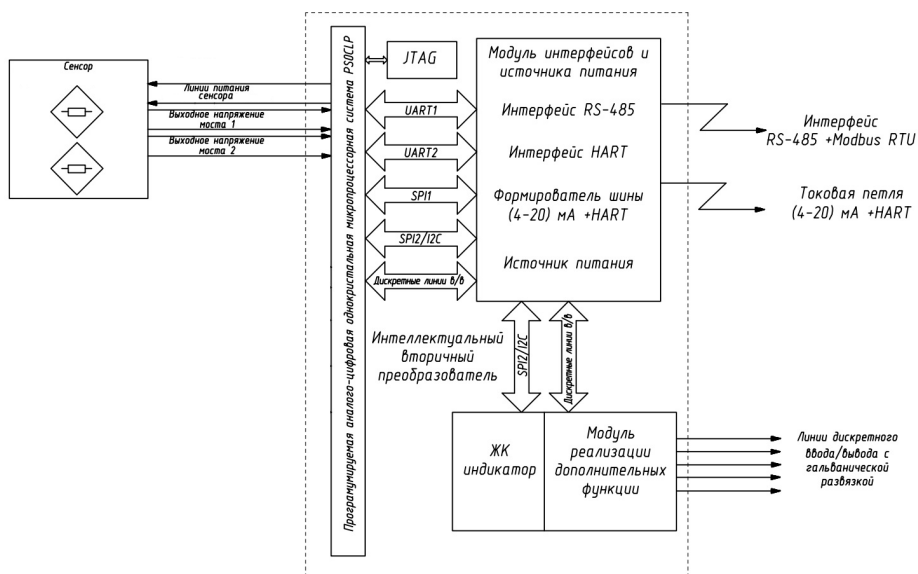 Сенсор
Линии питания
сенсора
Выходное напряжение
моста 1
Выходное напряжение
моста 2
Программируемая аналого-цифровая однокристальная микропроцессорная система PSOCLP
JTAG
UART1
UART2
SPI1
SPI2/I2C
Дискретные линии в/в
Модуль интерфейсов и
источника питания
Интерфейс RS-485
Интерфейс HART
Формирователь шины
(4-20) мА +HART
Источник питания
Интерфейс
RS-485 +Modbus RTU
Токовая петля
(4-20) мА +HART
Интеллектуальный
вторичный
преобразователь
SPI2/I2C
Дискретные линии в/в
ЖК
индикатор
Модуль
реализации
дополнительных
функции
Линии дискретного
ввода/вывода с
гальванической
развязкой